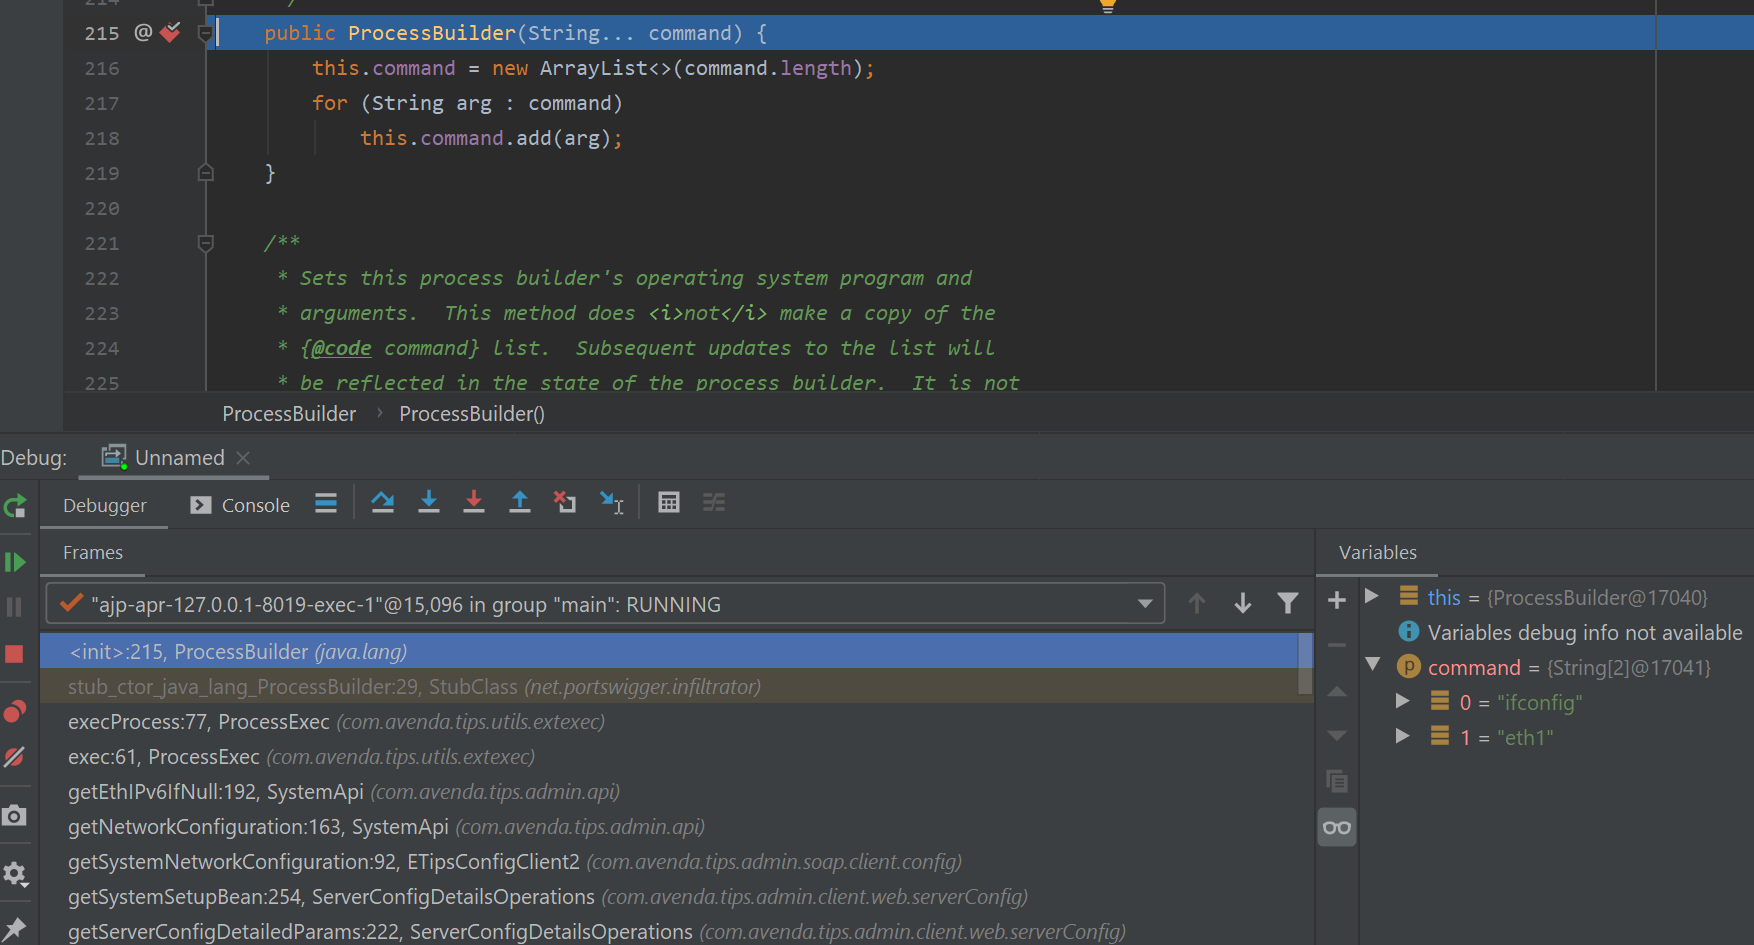 214 */
215 @ public ProcessBuilder(String... command) {
216 this.command = new ArrayList<>(command.length);
217 for (String arg : command)
218 this.command.add(arg);
219 }
220
221 /**
222 * Sets this process builder's operating system program and
223 * arguments.  This method does <i>not</i> make a copy of the
224 * {@code command} list.  Subsequent updates to the list will
225 * be reflected in the state of the process builder.  It is not
ProcessBuilder › ProcessBuilder()
Debug: Unnamed
Debugger Console
Frames
"ajp-apr-127.0.0.1-8019-exec-1"@15,096 in group "main": RUNNING
<init>:215, ProcessBuilder (java.lang)
stub_ctor_java_lang_ProcessBuilder:29, StubClass (net.portswigger.infiltrator)
execProcess:77, ProcessExec (com.avenda.tips.utils.extexec)
exec:61, ProcessExec (com.avenda.tips.utils.extexec)
getEthIPv6IfNull:192, SystemApi (com.avenda.tips.admin.api)
getNetworkConfiguration:163, SystemApi (com.avenda.tips.admin.api)
getSystemNetworkConfiguration:92, ETipsConfigClient2 (com.avenda.tips.admin.soap.client.config)
getSystemSetupBean:254, ServerConfigDetailsOperations (com.avenda.tips.admin.client.web.serverConfig)
getServerConfigDetailedParams:222, ServerConfigDetailsOperations (com.avenda.tips.admin.client.web.serverConfig)
Variables
this = {ProcessBuilder@17040}
Variables debug info not available
command = {String[2]@17041}
0 = "ifconfig"
1 = "eth1"